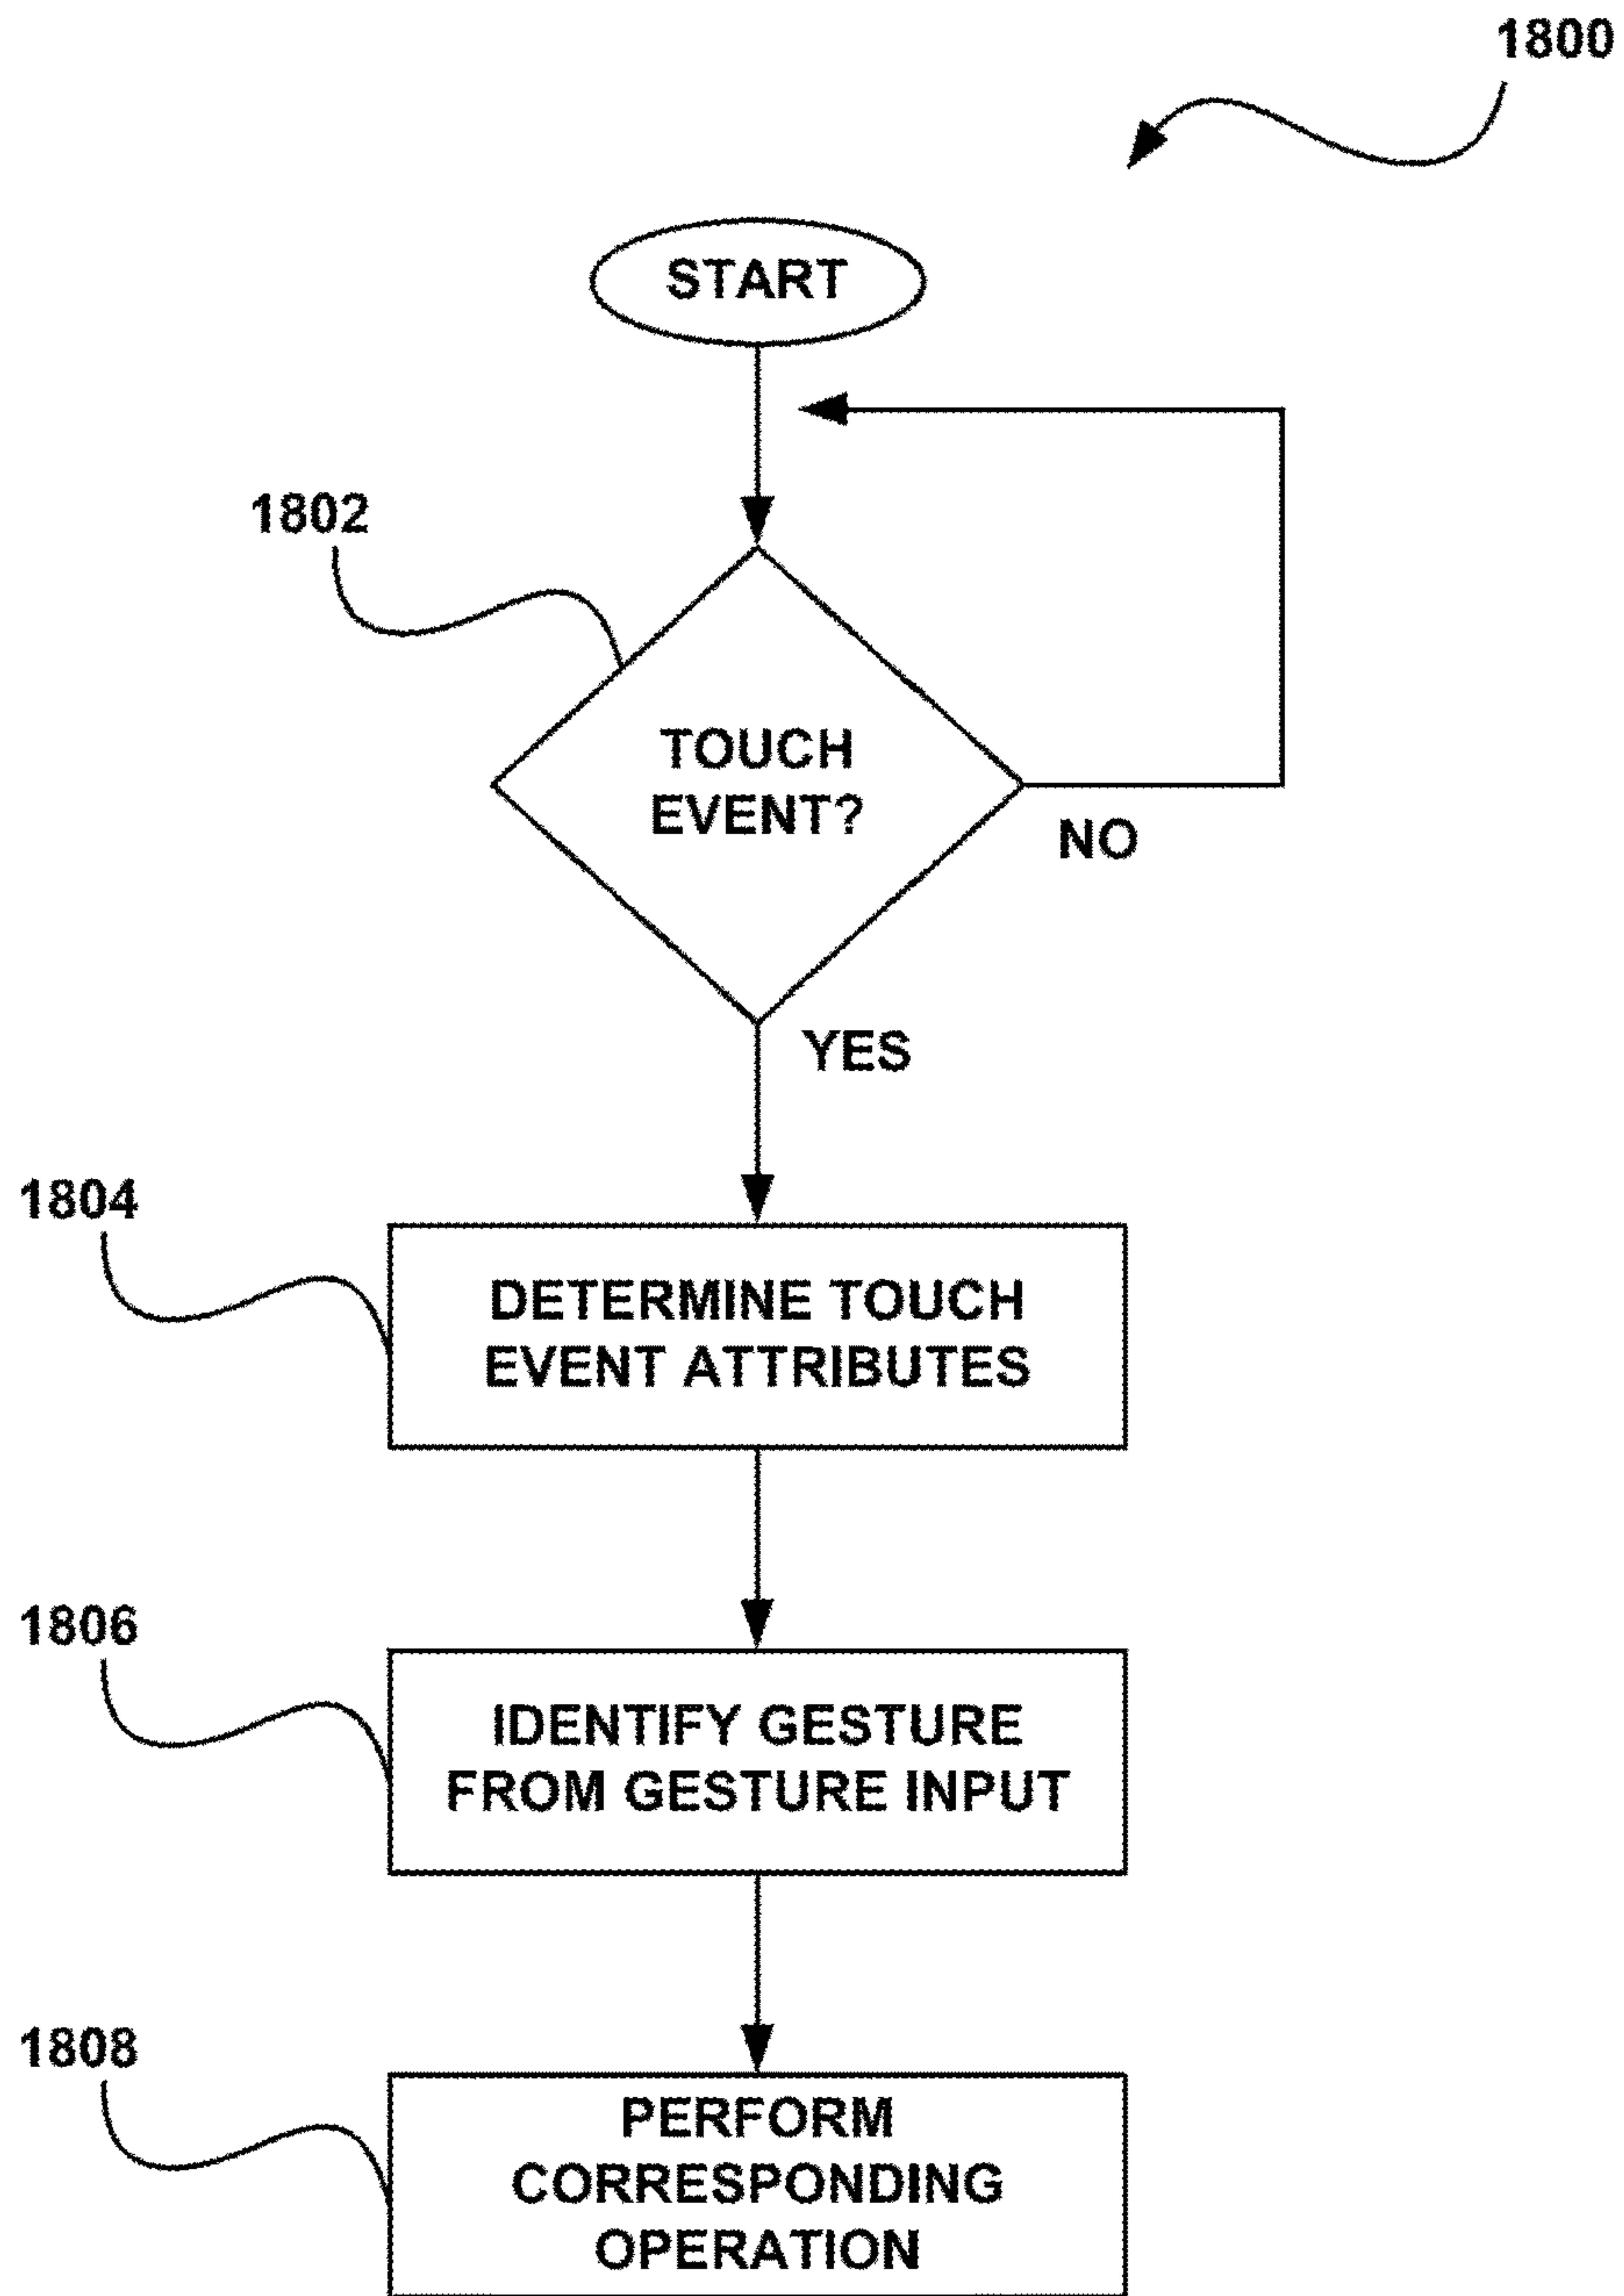 1800
START
1802
TOUCH
EVENT?
NO
YES
1804
DETERMINE TOUCH
EVENT ATTRIBUTES
1806
IDENTIFY GESTURE
FROM GESTURE INPUT
1808
PERFORM
CORRESPONDING
OPERATION